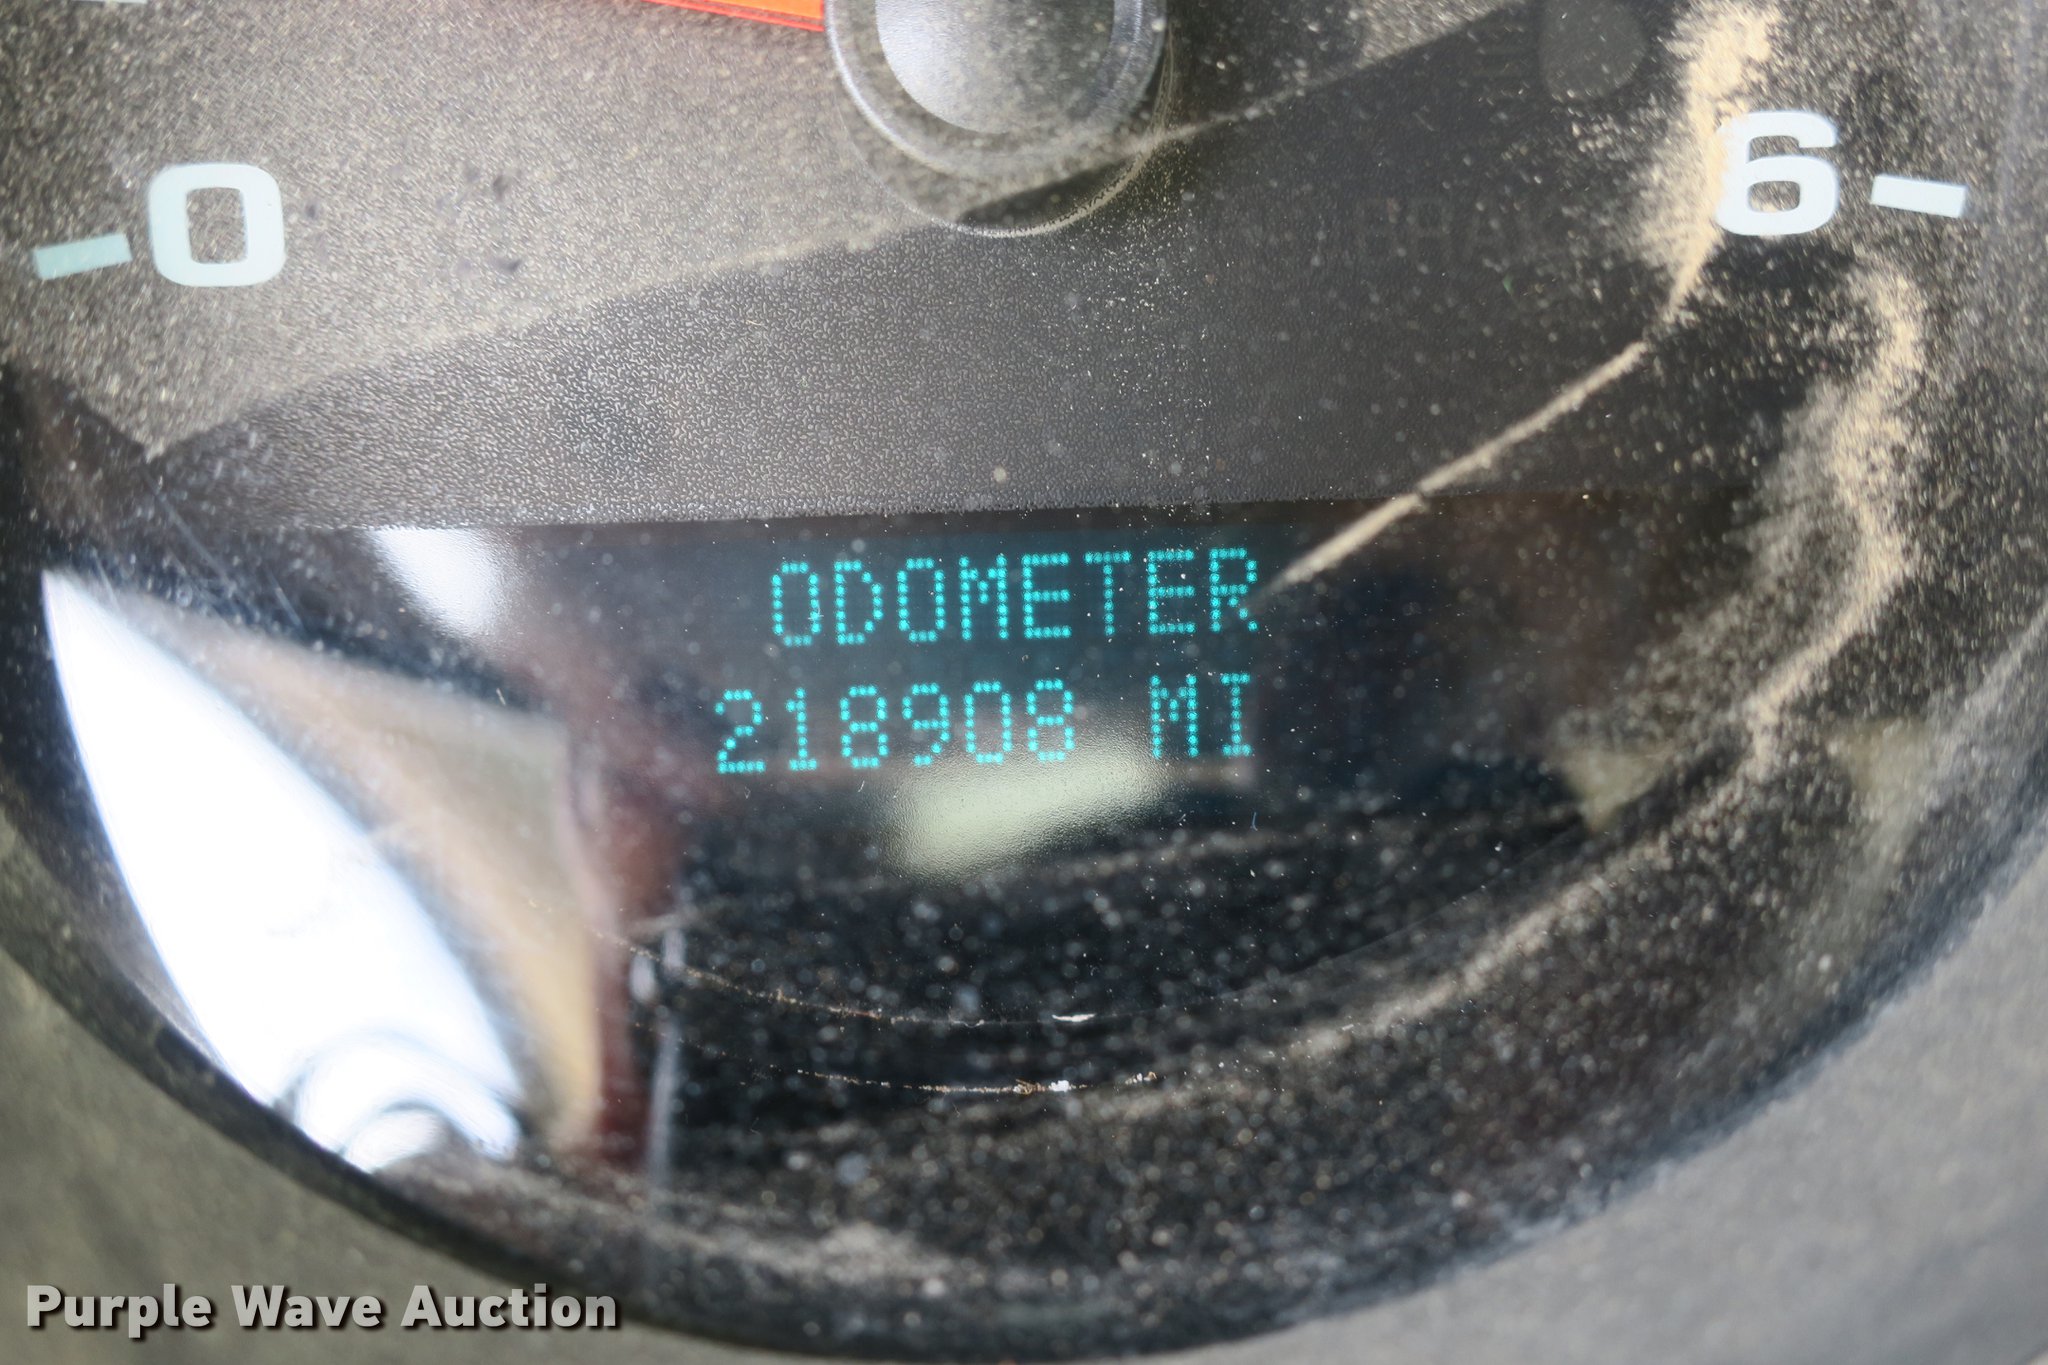 0
6
ODOMETER
218908 MI
Purple Wave Auction